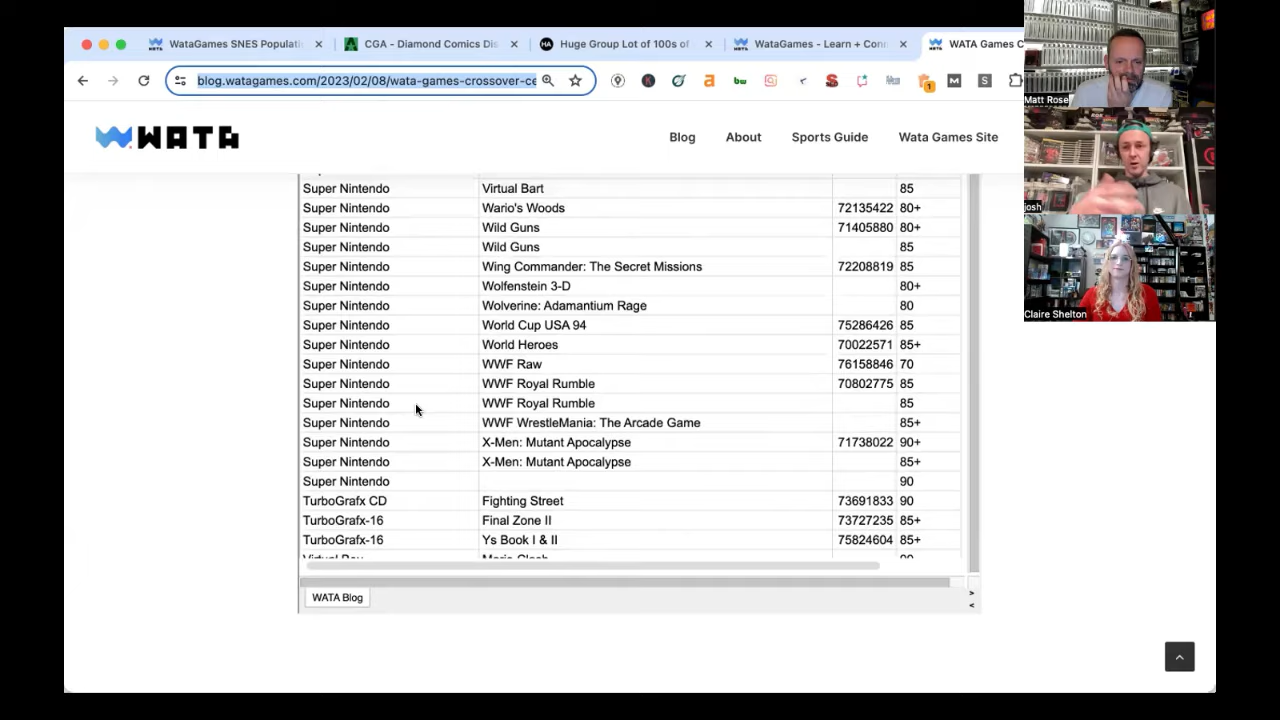 WataGames SNES Populati
CGA - Diamond Comics Dis
Huge Group Lot of 100s of
WataGames - Learn + Con
WATA Games C
blog.watagames.com/2023/02/08/wata-games-crossover-ce
WATA
Blog
About
Sports Guide
Wata Games Site
Matt Rose
josh
Claire Shelton
Super Nintendo Virtual Bart 85
Super Nintendo Wario's Woods 72135422 80+
Super Nintendo Wild Guns 71405880 80+
Super Nintendo Wild Guns 85
Super Nintendo Wing Commander: The Secret Missions 72208819 85
Super Nintendo Wolfenstein 3-D 80+
Super Nintendo Wolverine: Adamantium Rage 80
Super Nintendo World Cup USA 94 75286426 85
Super Nintendo World Heroes 70022571 85+
Super Nintendo WWF Raw 76158846 70
Super Nintendo WWF Royal Rumble 70802775 85
Super Nintendo WWF Royal Rumble 85
Super Nintendo WWF WrestleMania: The Arcade Game 85+
Super Nintendo X-Men: Mutant Apocalypse 71738022 90+
Super Nintendo X-Men: Mutant Apocalypse 85+
Super Nintendo 90
TurboGrafx CD Fighting Street 73691833 90
TurboGrafx-16 Final Zone II 73727235 85+
TurboGrafx-16 Ys Book I & II 75824604 85+
WATA Blog